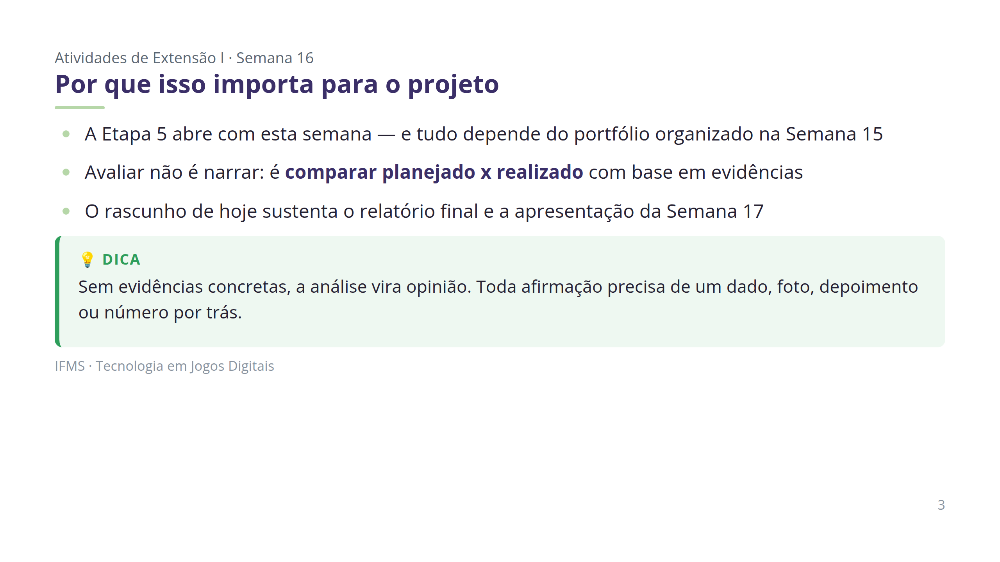 Atividades de Extensão I · Semana 16
Por que isso importa para o projeto
A Etapa 5 abre com esta semana — e tudo depende do portfólio organizado na Semana 15
Avaliar não é narrar: é comparar planejado x realizado com base em evidências
O rascunho de hoje sustenta o relatório final e a apresentação da Semana 17
💡 DICA
Sem evidências concretas, a análise vira opinião. Toda afirmação precisa de um dado, foto, depoimento
ou número por trás.
IFMS · Tecnologia em Jogos Digitais
3